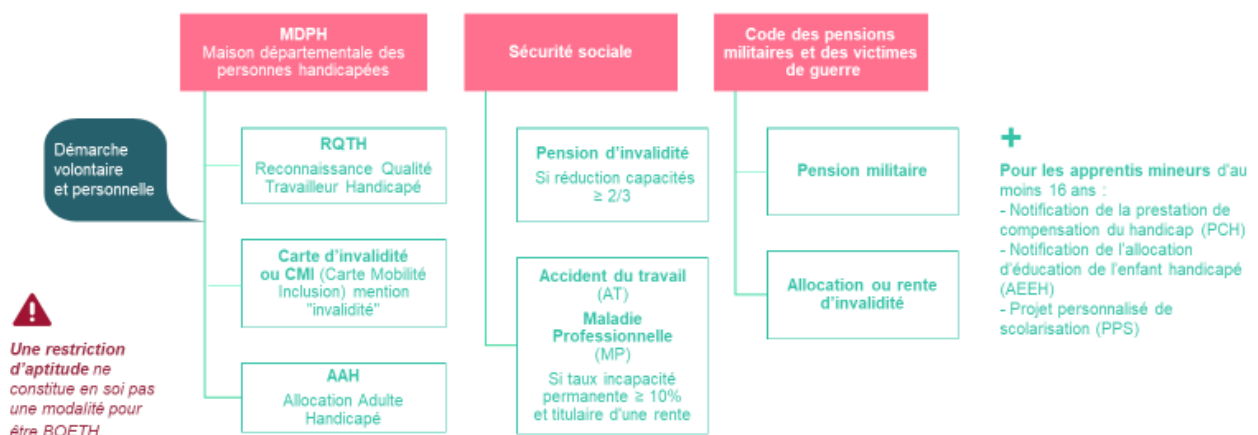 MDPH
Maison départementale des
personnes handicapées
Sécurité sociale
Code des pensions
militaires et des victimes
de guerre
Démarche
volontaire
et personnelle
RQTH
Reconnaissance Qualité
Travailleur Handicapé
Carte d'invalidité
ou CMI (Carte Mobilité
Inclusion) mention
"invalidité"
AAH
Allocation Adulte
Handicapé
Pension d'invalidité
Si réduction capacités
≥ 2/3
Accident du travail
(AT)
Maladie
Professionnelle
(MP)
Si taux incapacité
permanente ≥ 10%
et titulaire d'une rente
Pension militaire
Allocation ou rente
d'invalidité
+
Pour les apprentis mineurs d'au
moins 16 ans :
- Notification de la prestation de
compensation du handicap (PCH)
- Notification de l'allocation
d'éducation de l'enfant handicapé
(AEEH)
- Projet personnalisé de
scolarisation (PPS)
Une restriction
d'aptitude ne
constitue en soi pas
une modalité pour
être BOETH